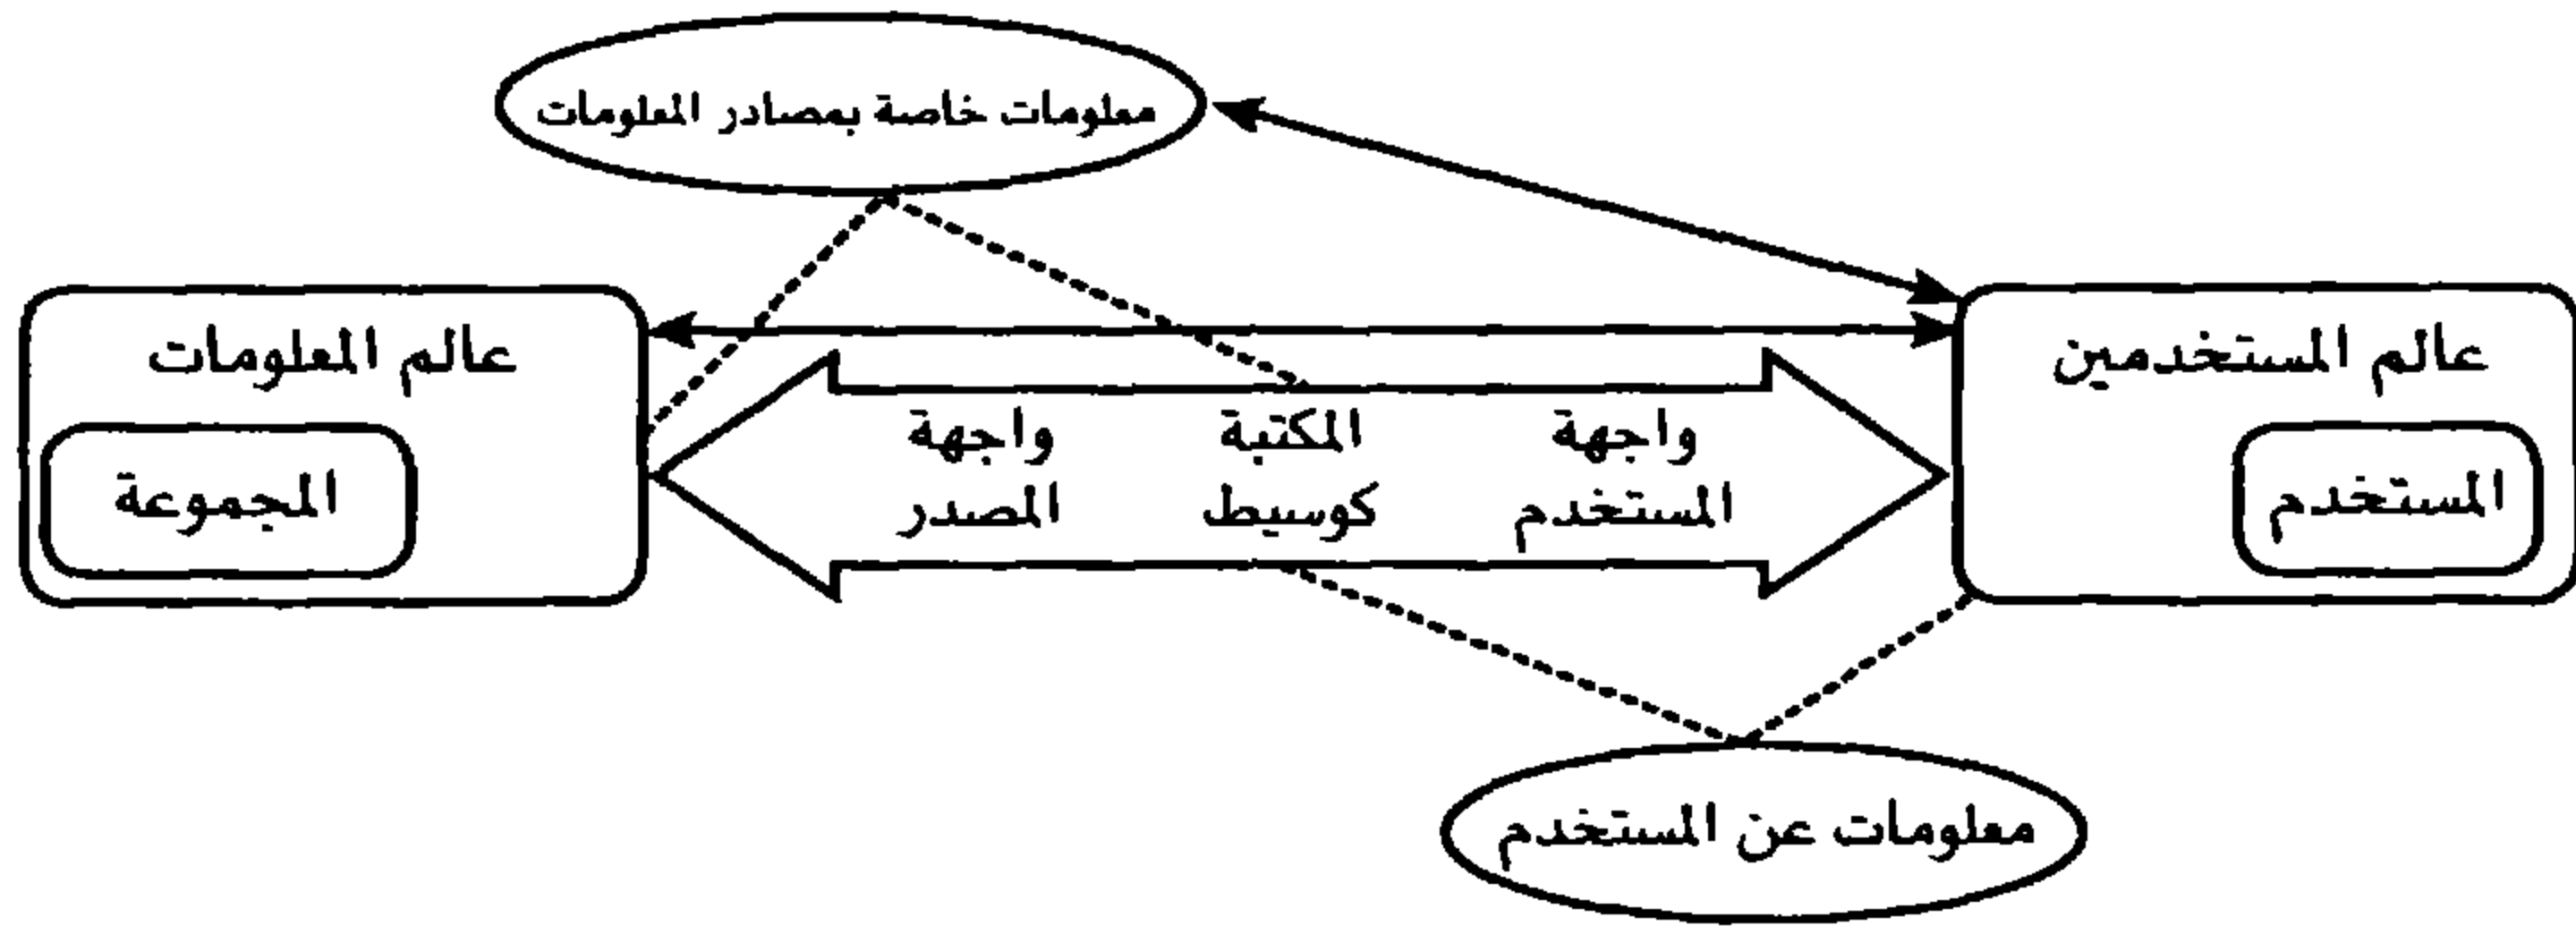 معلومات خاصة بمصادر المعلومات
عالم المستخدمين
المستخدم
واجهة
المستخدم
المكتبة
كوسيط
واجهة
المصدر
عالم المعلومات
المجموعة
معلومات عن المستخدم